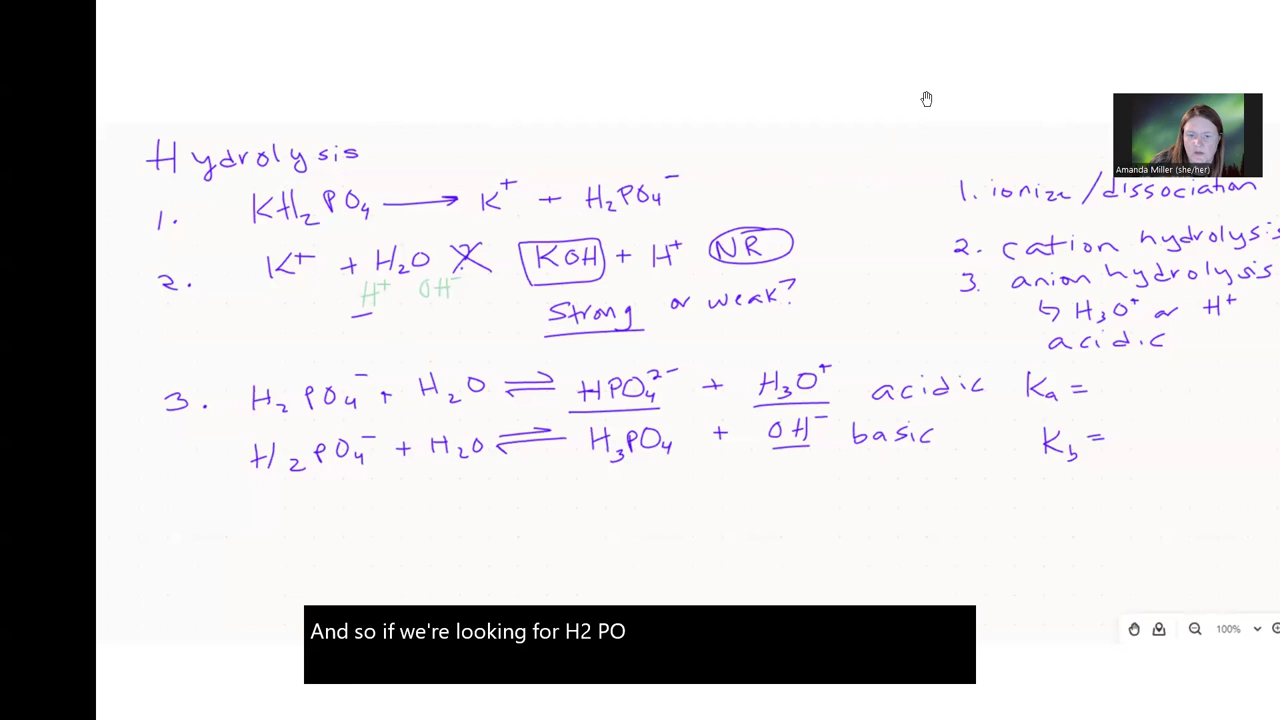 Hydrolysis
1. KH₂PO₄ ⟶ K⁺ + H₂PO₄⁻
2. K⁺ + H₂O KOH + H⁺ NR
H⁺ OH⁻
Strong or weak?
3. H₂PO₄⁻ + H₂O ⇌ HPO₄²⁻ + H₃O⁺ acidic Ka =
H₂PO₄⁻ + H₂O ⇌ H₃PO₄ + OH⁻ basic Kb =
Amanda Miller (she/her)
1. ionize/dissociation
2. cation hydrolysis
3. anion hydrolysis
↳ H₃O⁺ or H⁺
acidic
And so if we're looking for H2 PO
100%